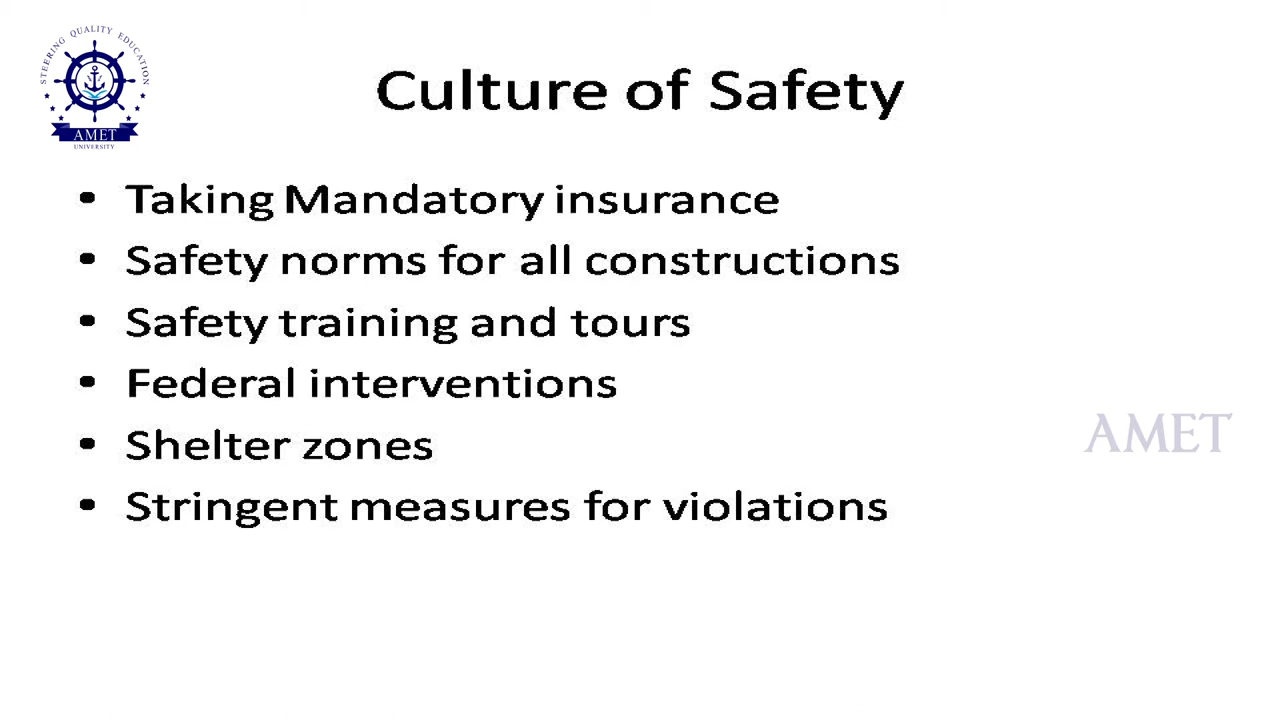 STEERING QUALITY EDUCATION
AMET
UNIVERSITY
Culture of Safety
• Taking Mandatory insurance
• Safety norms for all constructions
• Safety training and tours
• Federal interventions
• Shelter zones
• Stringent measures for violations
AMET